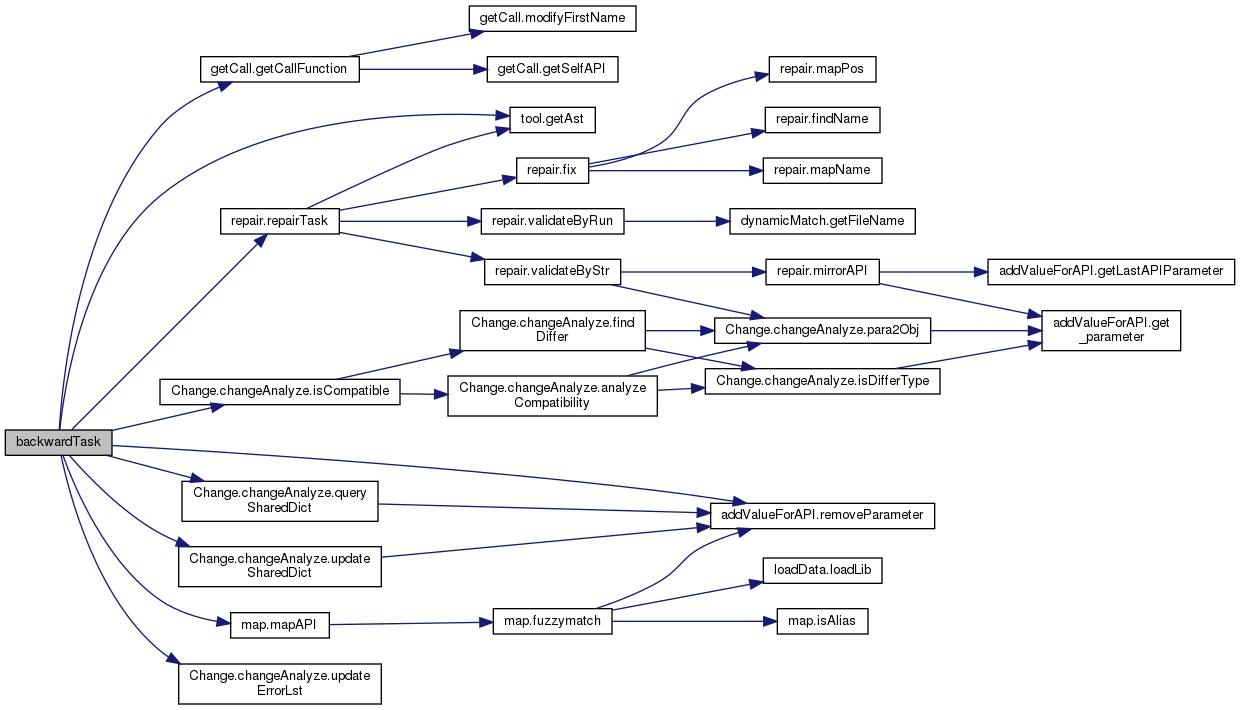 getCall.modifyFirstName
getCall.getCallFunction
getCall.getSelfAPI
repair.mapPos
tool.getAst
repair.findName
repair.fix
repair.mapName
repair.repairTask
repair.validateByRun
dynamicMatch.getFileName
repair.validateByStr
repair.mirrorAPI
addValueForAPI.getLastAPIParameter
Change.changeAnalyze.find
Differ
Change.changeAnalyze.para2Obj
addValueForAPI.get
_parameter
Change.changeAnalyze.isCompatible
Change.changeAnalyze.analyze
Compatibility
Change.changeAnalyze.isDifferType
backwardTask
Change.changeAnalyze.query
SharedDict
addValueForAPI.removeParameter
Change.changeAnalyze.update
SharedDict
loadData.loadLib
map.mapAPI
map.fuzzymatch
map.isAlias
Change.changeAnalyze.update
ErrorLst